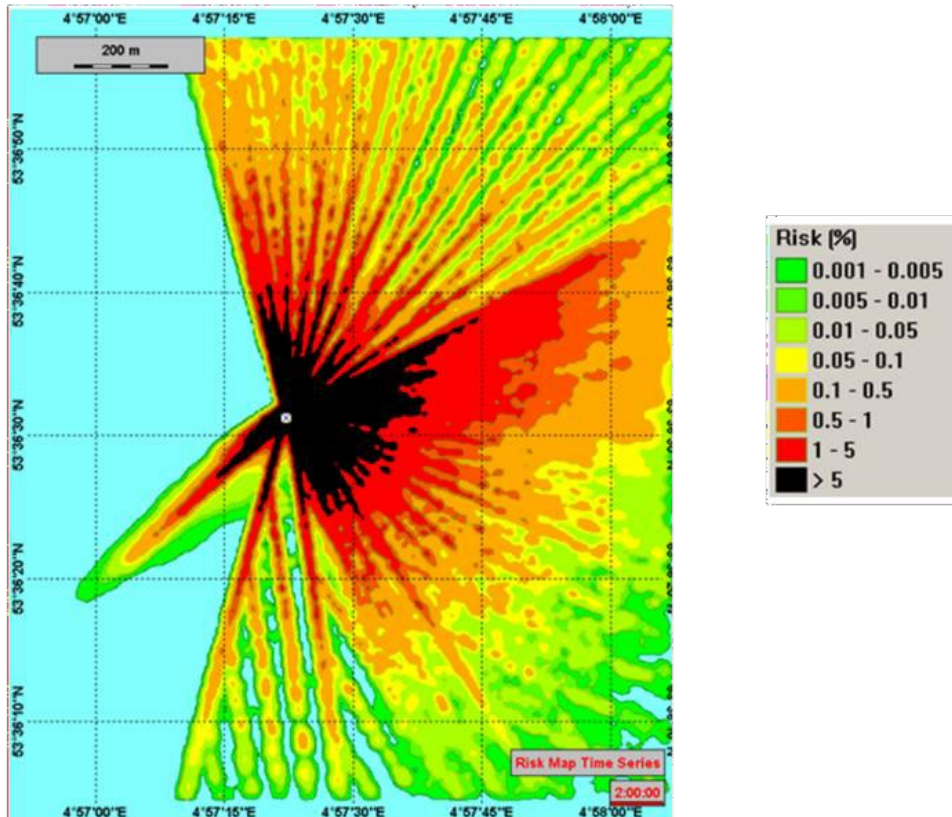 4°57'00"E 4°57'15"E 4°57'30"E 4°57'45"E 4°58'00"E
200 m
53°36'50"N
53°36'40"N
53°36'30"N
53°36'20"N
53°36'10"N
Risk Map Time Series
2:00:00
4°57'00"E 4°57'15"E 4°57'30"E 4°57'45"E 4°58'00"E
Risk (%)
0.001 - 0.005
0.005 - 0.01
0.01 - 0.05
0.05 - 0.1
0.1 - 0.5
0.5 - 1
1 - 5
> 5